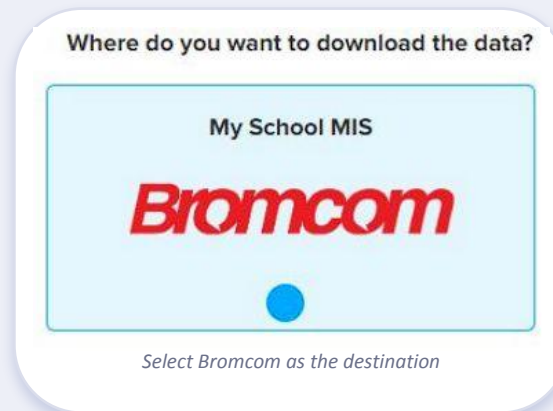 Where do you want to download the data?
My School MIS
Bromcom
Select Bromcom as the destination